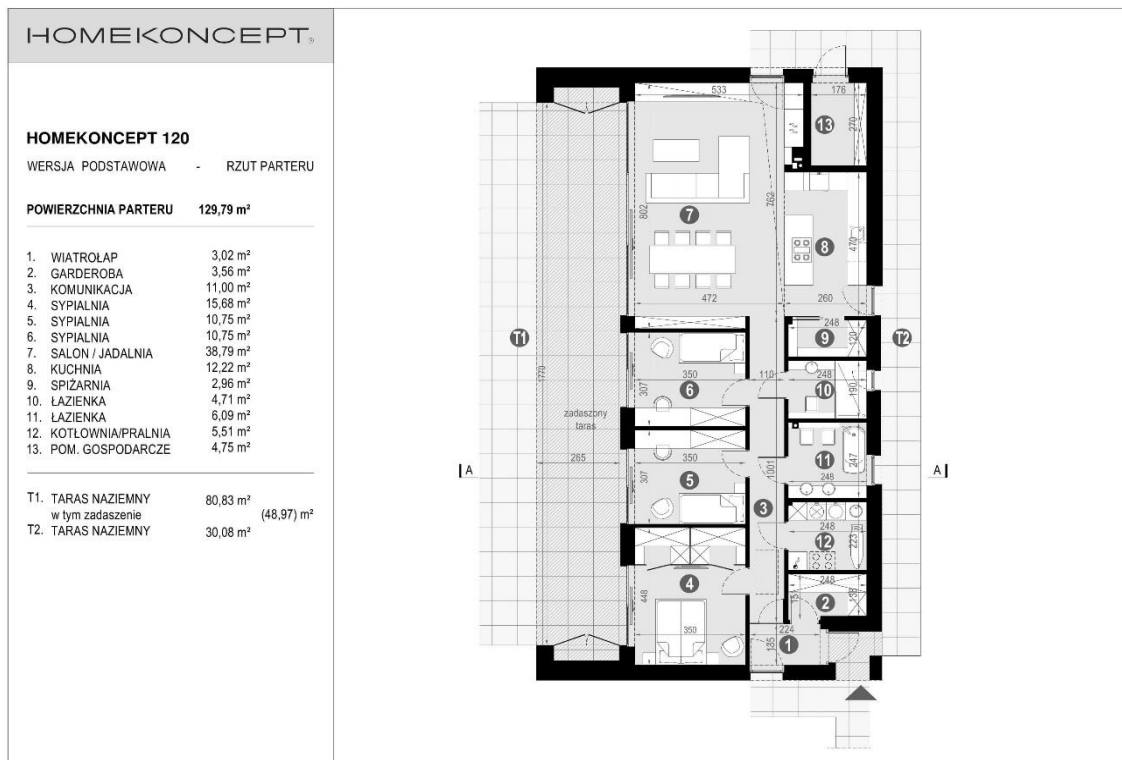 HOMEKONCEPT®
HOMEKONCEPT 120
WERSJA PODSTAWOWA - RZUT PARTERU
POWIERZCHNIA PARTERU 129,79 m²
1. WIATROŁAP 3,02 m²
2. GARDEROBA 3,56 m²
3. KOMUNIKACJA 11,00 m²
4. SYPIALNIA 15,68 m²
5. SYPIALNIA 10,75 m²
6. SYPIALNIA 10,75 m²
7. SALON / JADALNIA 38,79 m²
8. KUCHNIA 12,22 m²
9. SPIŻARNIA 2,96 m²
10. ŁAZIENKA 4,71 m²
11. ŁAZIENKA 6,09 m²
12. KOTŁOWNIA/PRALNIA 5,51 m²
13. POM. GOSPODARCZE 4,75 m²
T1. TARAS NAZIEMNY 80,83 m²
w tym zadaszenie (48,97) m²
T2. TARAS NAZIEMNY 30,08 m²
533
176
13
270
802
762
7
8
470
472
260
248
T1
9
120
T2
1770
350
110
248
10
190
307
6
zadaszony
taras
265
350
11
247
A
A
307
5
1001
248
3
248
12
223
4
248
448
2
138
151
350
224
1
135